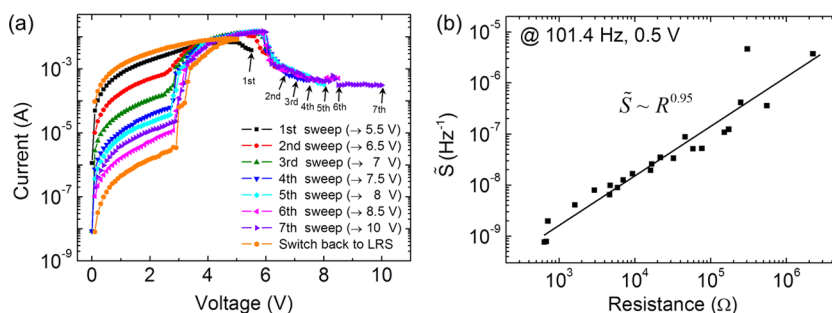 (a)
Current (A)
10⁻¹
10⁻³
10⁻⁵
10⁻⁷
10⁻⁹
1st
2nd
3rd
4th
5th
6th
7th
1st sweep (→ 5.5 V)
2nd sweep (→ 6.5 V)
3rd sweep (→ 7 V)
4th sweep (→ 7.5 V)
5th sweep (→ 8 V)
6th sweep (→ 8.5 V)
7th sweep (→ 10 V)
Switch back to LRS
0 2 4 6 8 10
Voltage (V)
(b)
@ 101.4 Hz, 0.5 V
S̃ ~ R⁰·⁹⁵
S̃ (Hz⁻¹)
10⁻⁵
10⁻⁶
10⁻⁷
10⁻⁸
10⁻⁹
10³ 10⁴ 10⁵ 10⁶
Resistance (Ω)